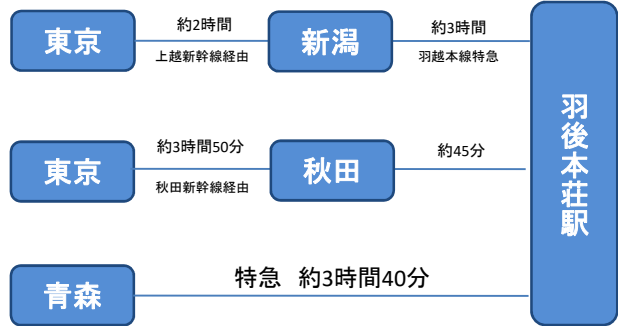 東京
約2時間
上越新幹線経由
新潟
約3時間
羽越本線特急
東京
約3時間50分
秋田新幹線経由
秋田
約45分
青森
特急 約3時間40分
羽後本荘駅